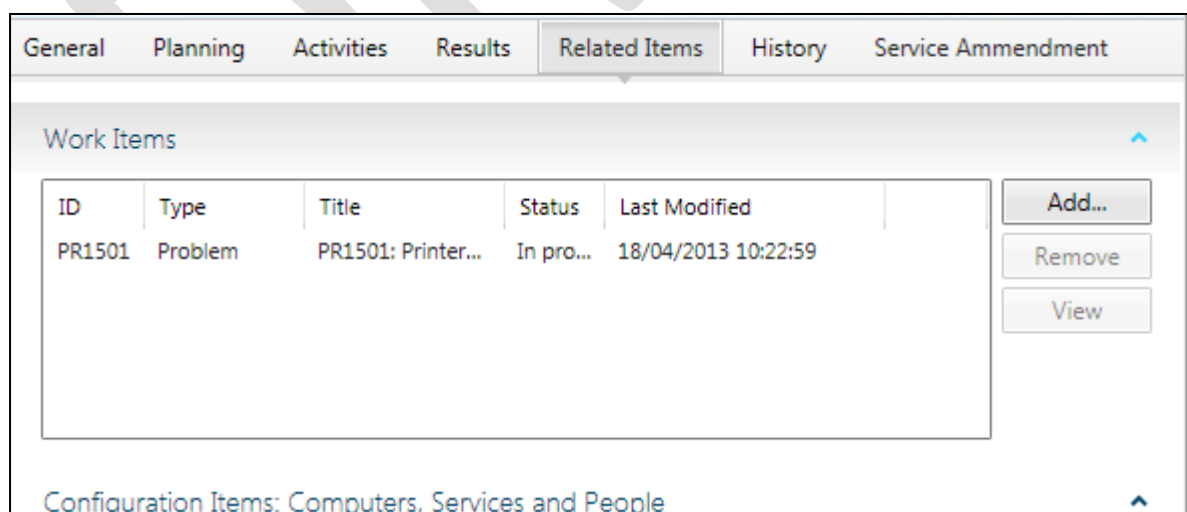 General Planning Activities Results Related Items History Service Ammendment
Work Items
ID Type Title Status Last Modified
Add...
PR1501 Problem PR1501: Printer... In pro... 18/04/2013 10:22:59
Remove
View
Configuration Items: Computers, Services and People